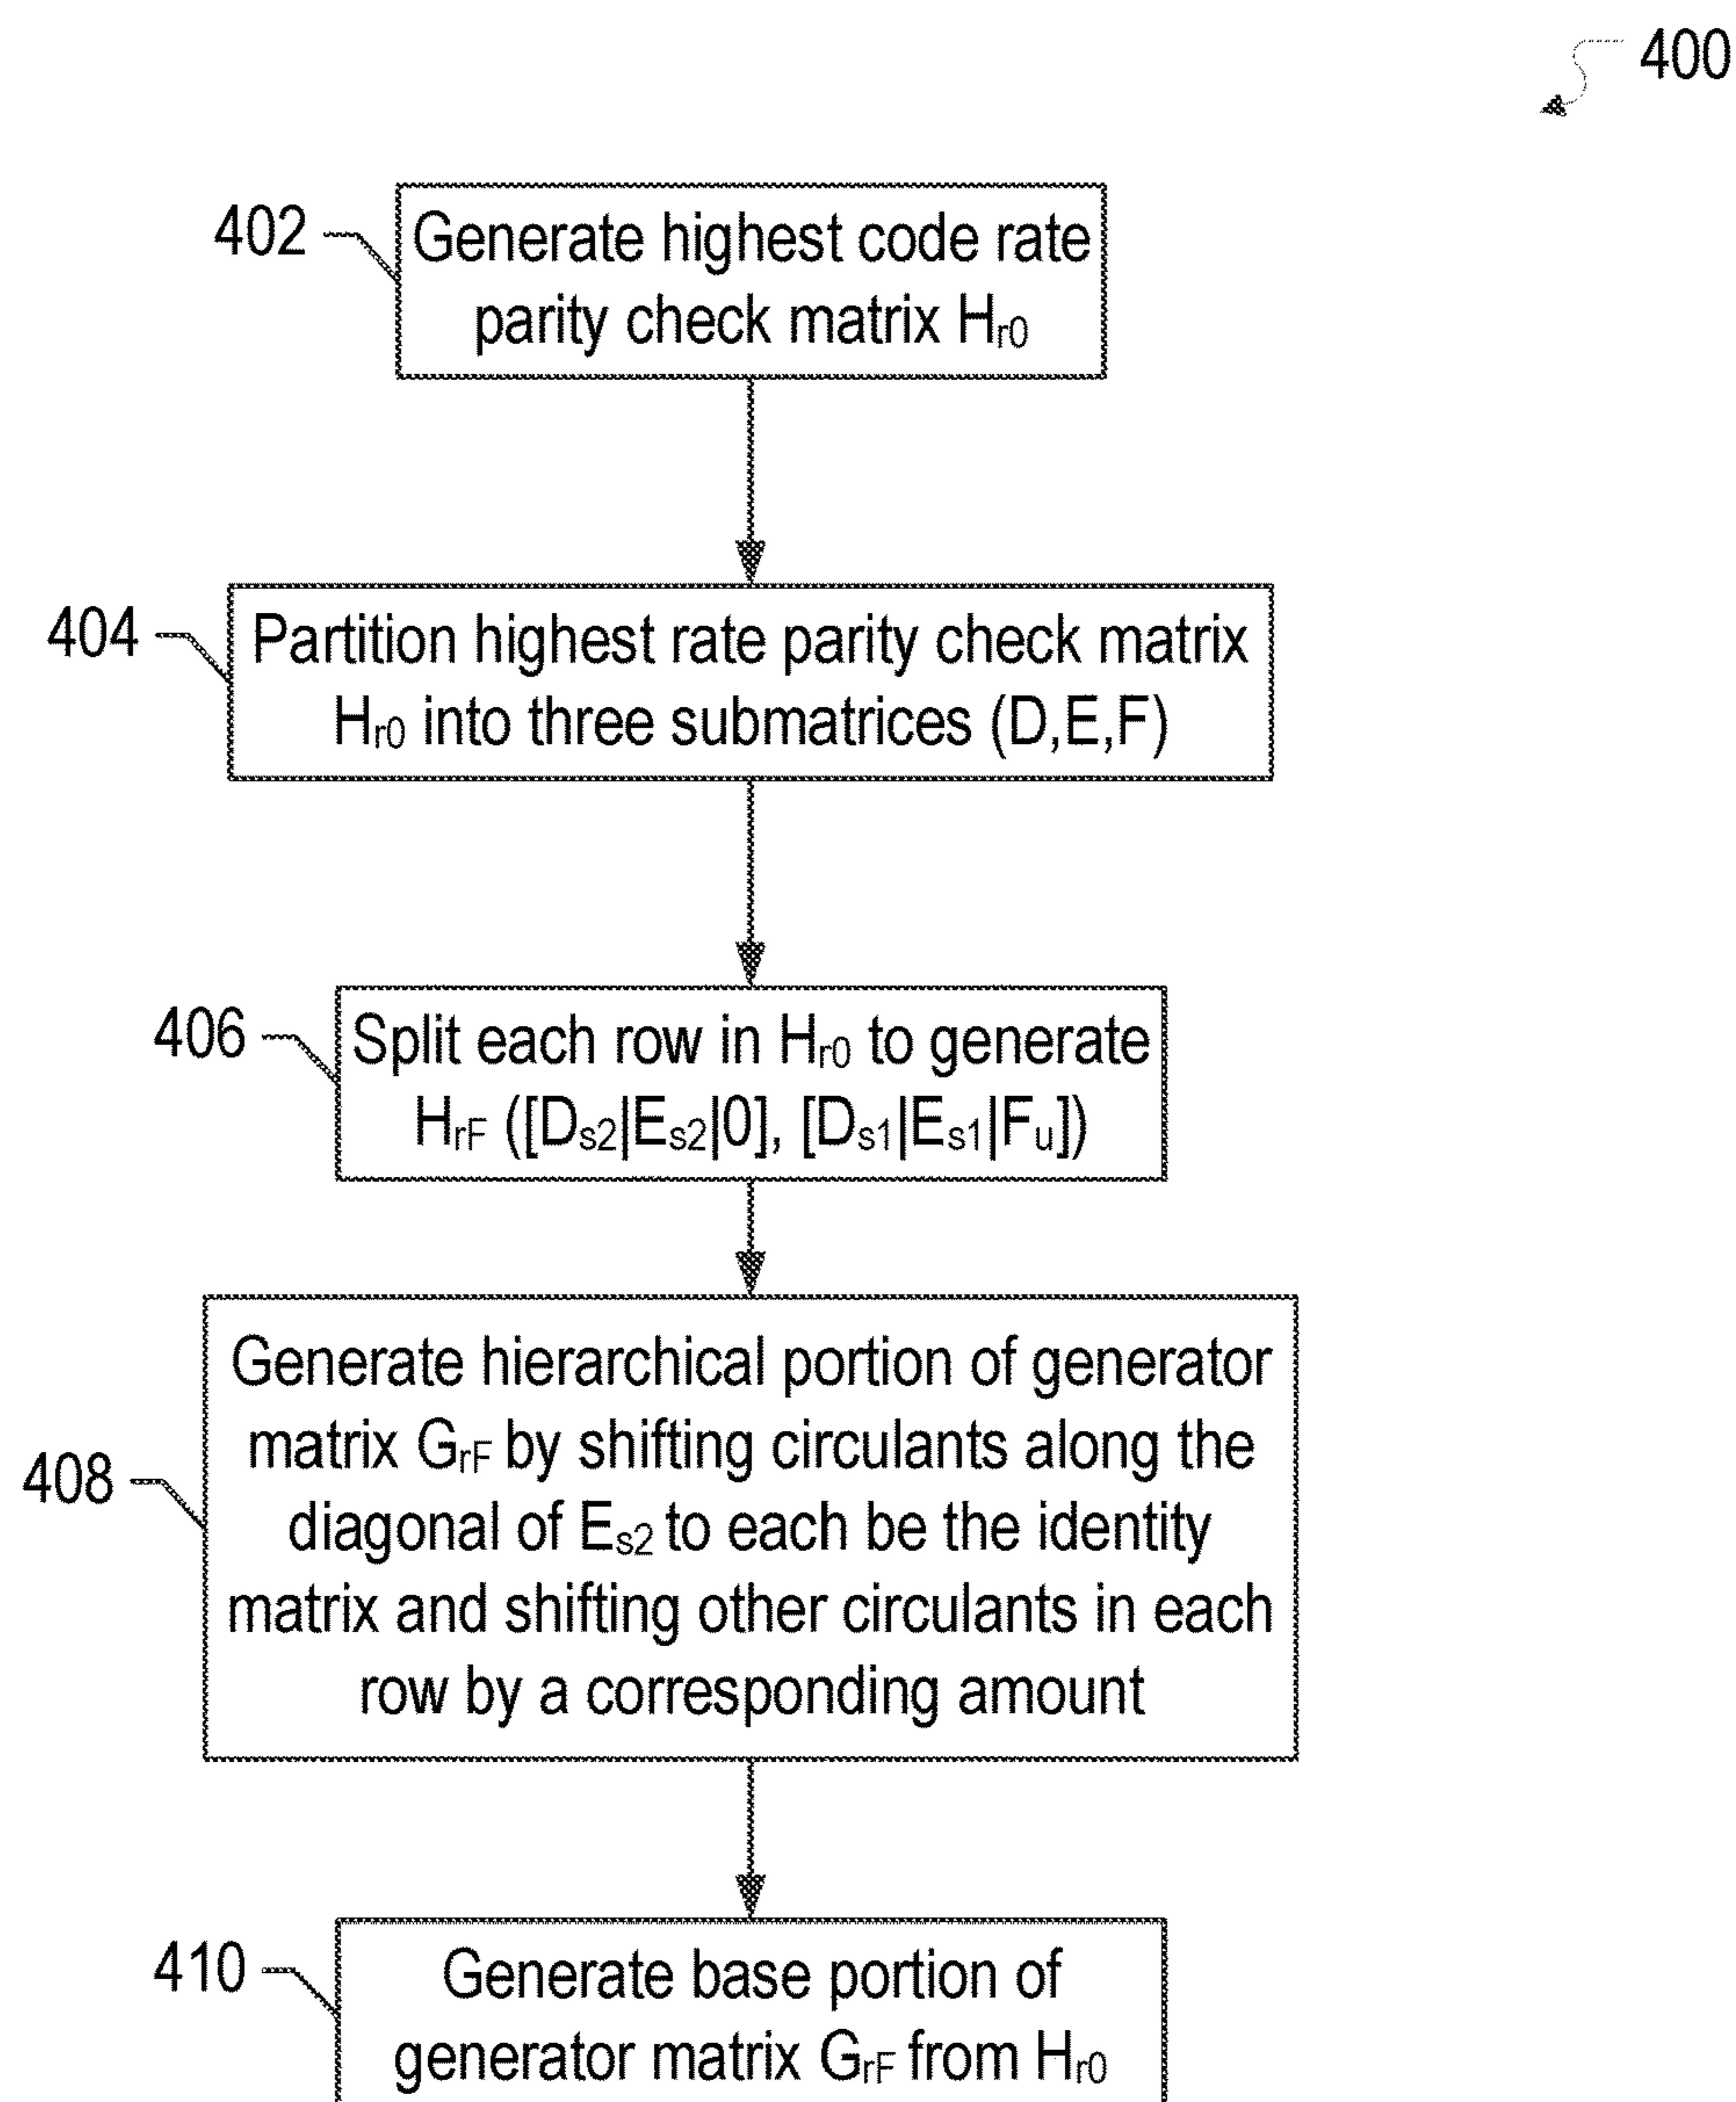 400
402
Generate highest code rate
parity check matrix Hr0
404
Partition highest rate parity check matrix
Hr0 into three submatrices (D,E,F)
406
Split each row in Hr0 to generate
HrF ([Ds2|Es2|0], [Ds1|Es1|Fu])
408
Generate hierarchical portion of generator
matrix GrF by shifting circulants along the
diagonal of Es2 to each be the identity
matrix and shifting other circulants in each
row by a corresponding amount
410
Generate base portion of
generator matrix GrF from Hr0